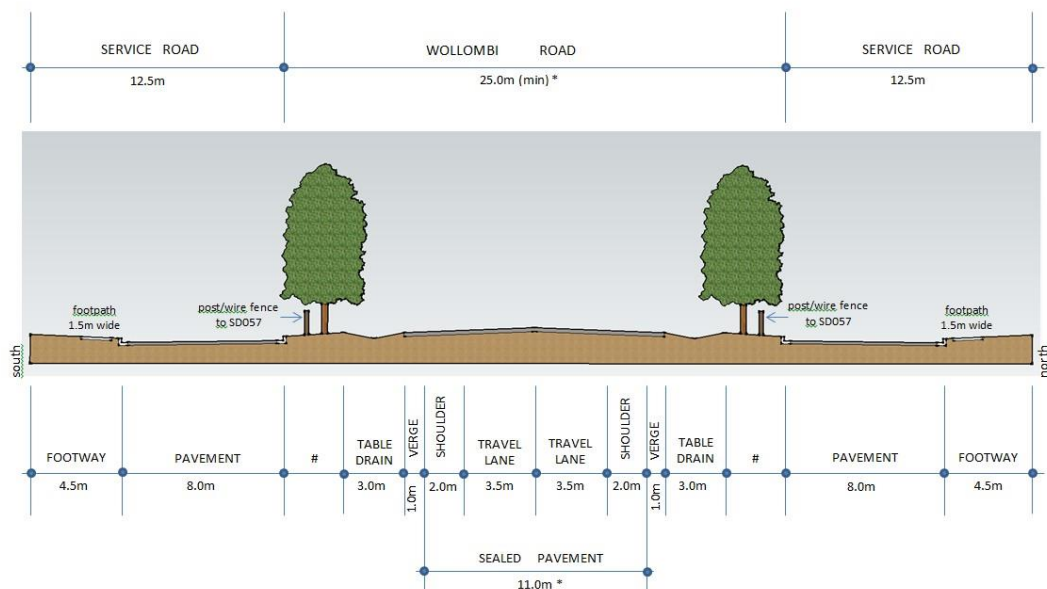 SERVICE ROAD
WOLLOMBI ROAD
SERVICE ROAD
12.5m
25.0m (min) *
12.5m
footpath
1.5m wide
post/wire fence
to SD057
post/wire fence
to SD057
footpath
1.5m wide
south
north
FOOTWAY
PAVEMENT
#
TABLE
DRAIN
VERGE
SHOULDER
TRAVEL
LANE
TRAVEL
LANE
SHOULDER
VERGE
TABLE
DRAIN
#
PAVEMENT
FOOTWAY
4.5m
8.0m
3.0m
1.0m
2.0m
3.5m
3.5m
2.0m
1.0m
3.0m
8.0m
4.5m
SEALED PAVEMENT
11.0m *